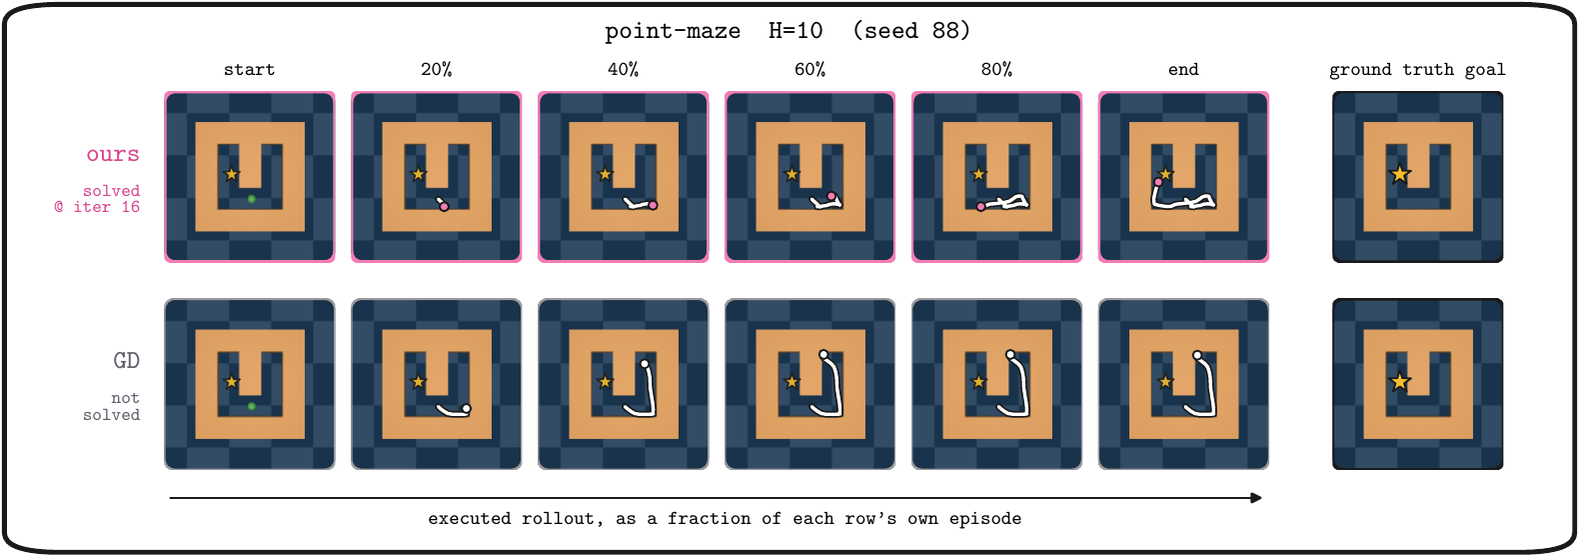 point-maze  H=10  (seed 88)
start 20% 40% 60% 80% end ground truth goal
ours
solved
@ iter 16
GD
not
solved
executed rollout, as a fraction of each row's own episode